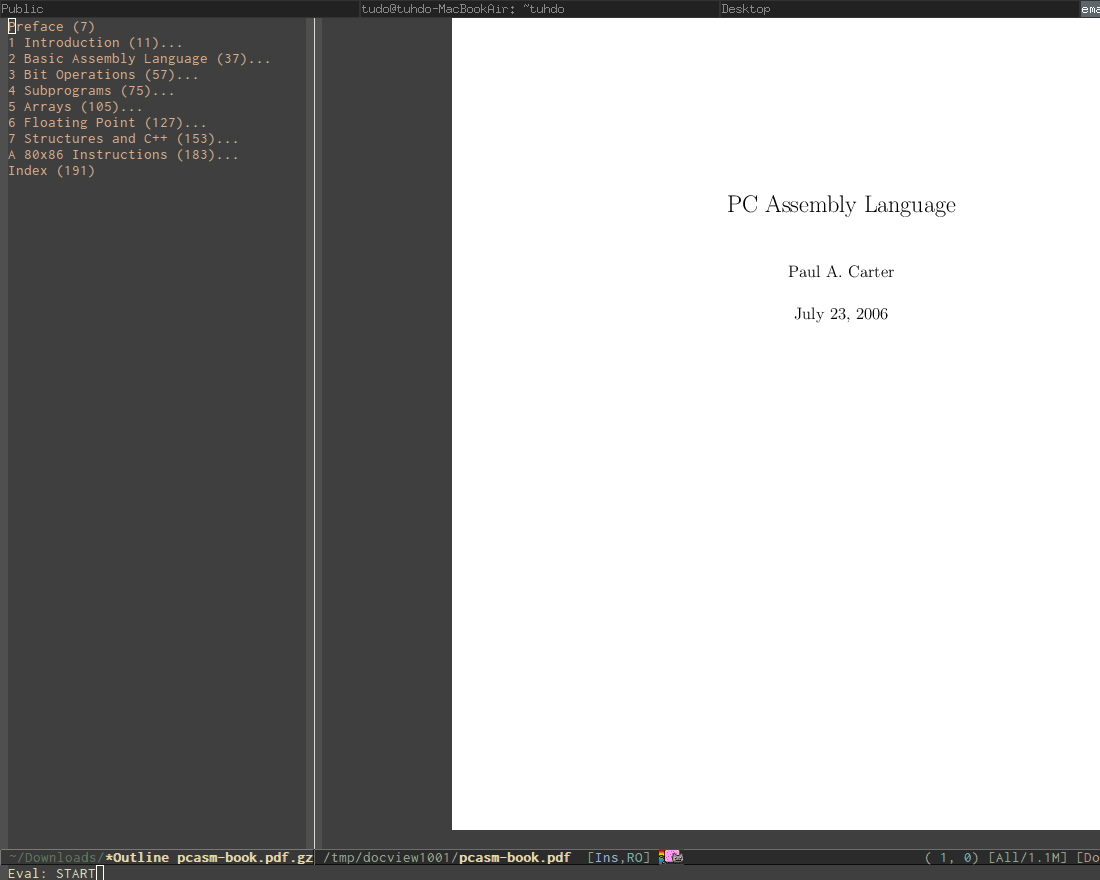 Public tudo@tuhdo-MacBookAir: ~tuhdo Desktop ema
Preface (7)
1 Introduction (11)...
2 Basic Assembly Language (37)...
3 Bit Operations (57)...
4 Subprograms (75)...
5 Arrays (105)...
6 Floating Point (127)...
7 Structures and C++ (153)...
A 80x86 Instructions (183)...
Index (191)
PC Assembly Language
Paul A. Carter
July 23, 2006
~/Downloads/*Outline pcasm-book.pdf.gz /tmp/docview1001/pcasm-book.pdf [Ins,RO] ( 1, 0) [All/1.1M] [Do
Eval: START